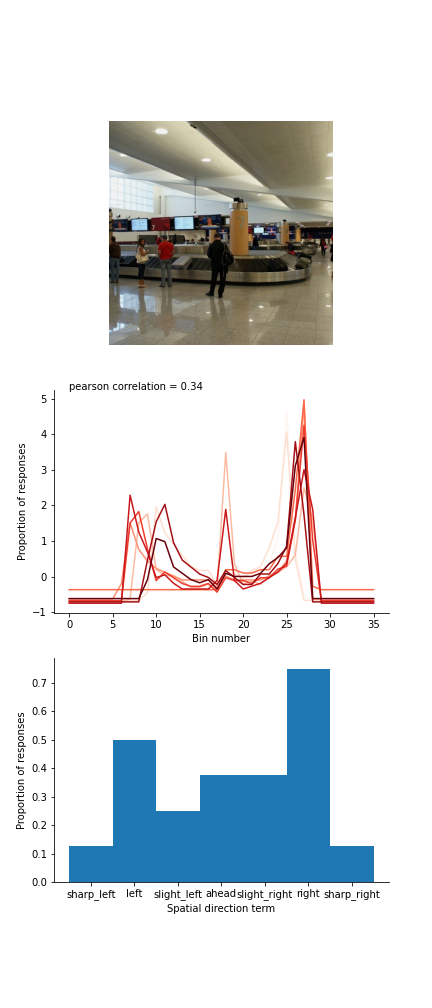 pearson correlation = 0.34
Proportion of responses
5
4
3
2
1
0
−1
0 5 10 15 20 25 30 35
Bin number
Proportion of responses
0.7
0.6
0.5
0.4
0.3
0.2
0.1
0.0
sharp_left left slight_left ahead slight_right right sharp_right
Spatial direction term